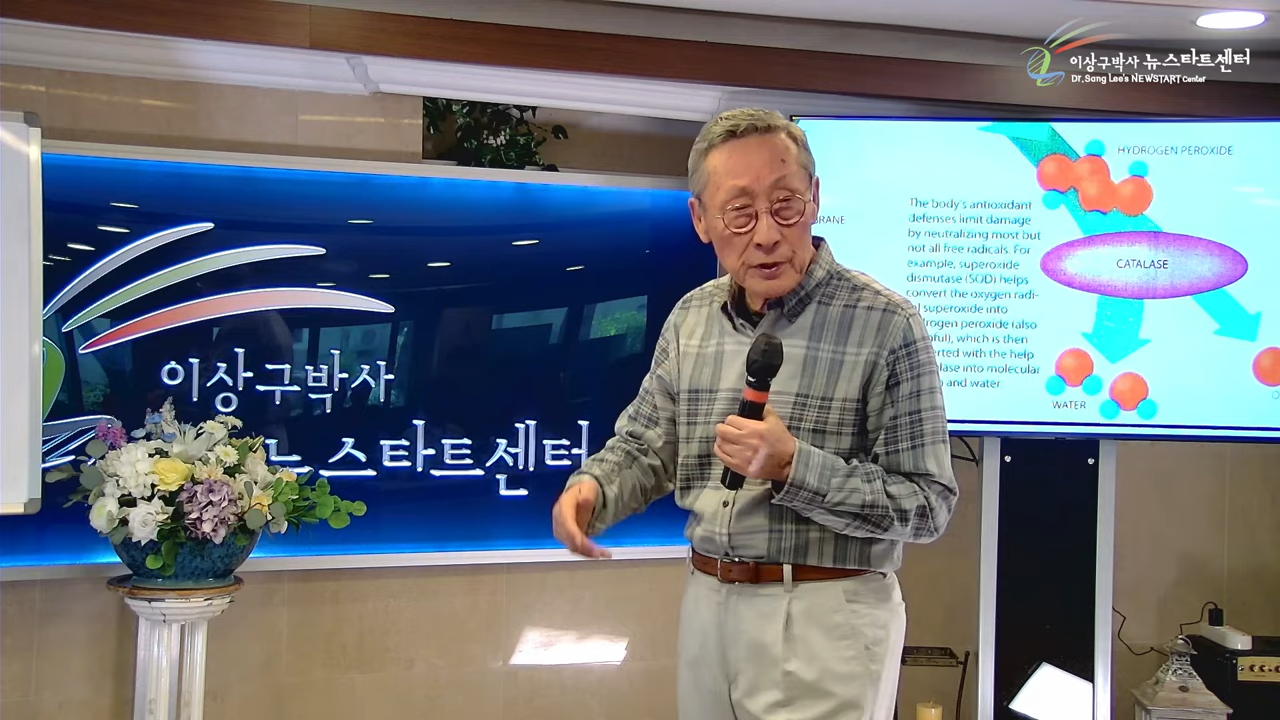 이상구박사 뉴스타트센터
Dr. Sang Lee's NEWSTART Center
이상구박사
뉴스타트센터
HYDROGEN PEROXIDE
The body's antioxidant
defenses limit damage
by neutralizing most but
not all free radicals. For
example, superoxide
dismutase (SOD) helps
convert the oxygen radi-
superoxide into
peroxide (also
which is then
with the help
into molecular
and water
CATALASE
WATER